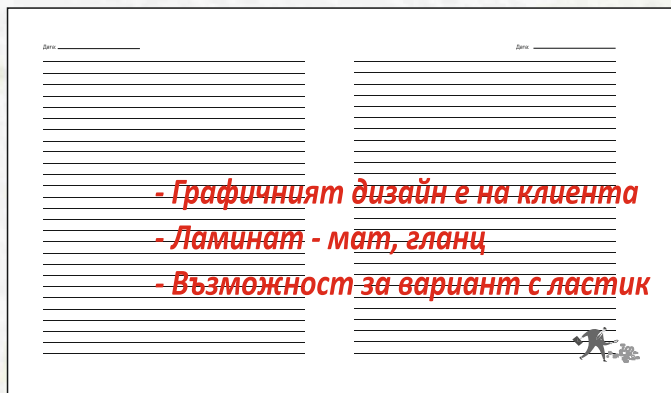 Дата:
Дата:
- Графичният дизайн е на клиента
- Ламинат - мат, гланц
- Възможност за вариант с ластик